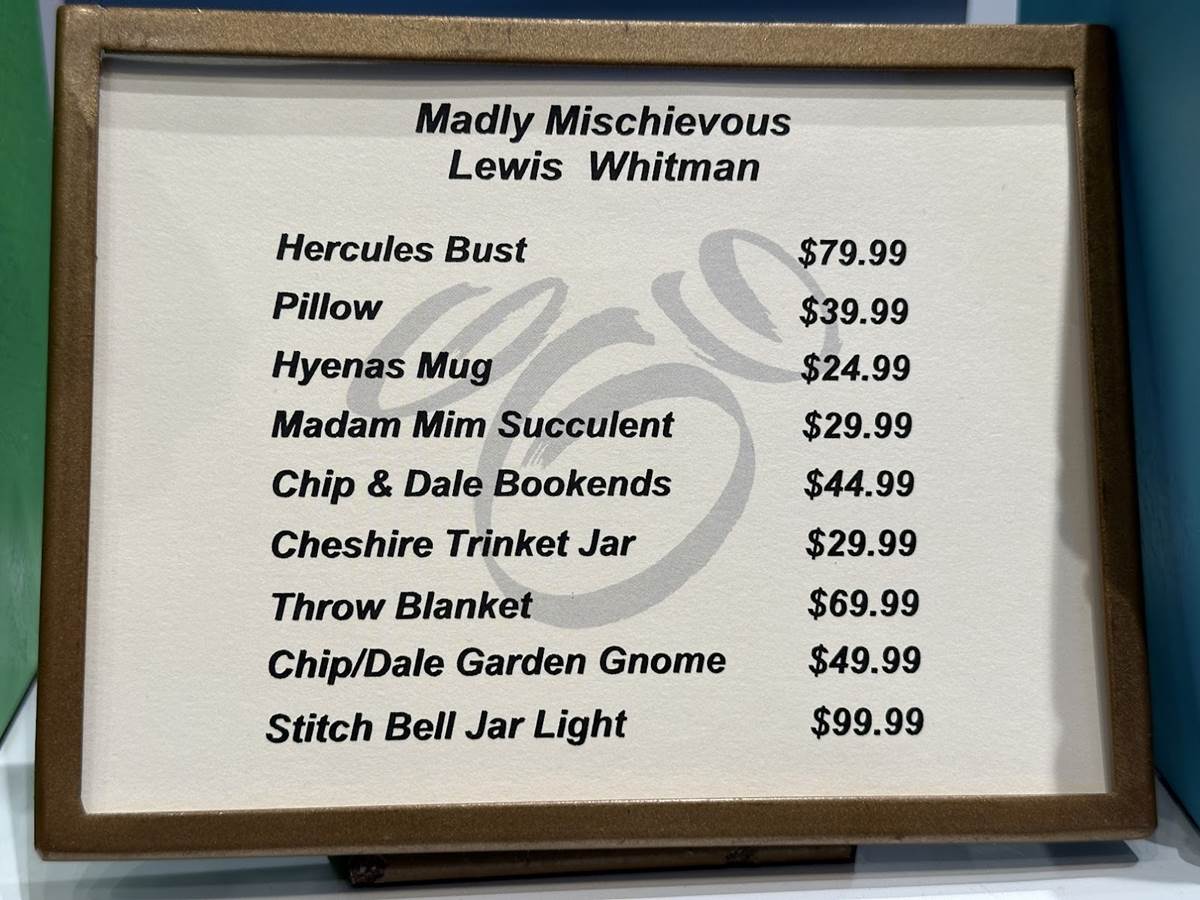 Madly Mischievous
Lewis Whitman
Hercules Bust $79.99
Pillow $39.99
Hyenas Mug $24.99
Madam Mim Succulent $29.99
Chip & Dale Bookends $44.99
Cheshire Trinket Jar $29.99
Throw Blanket $69.99
Chip/Dale Garden Gnome $49.99
Stitch Bell Jar Light $99.99